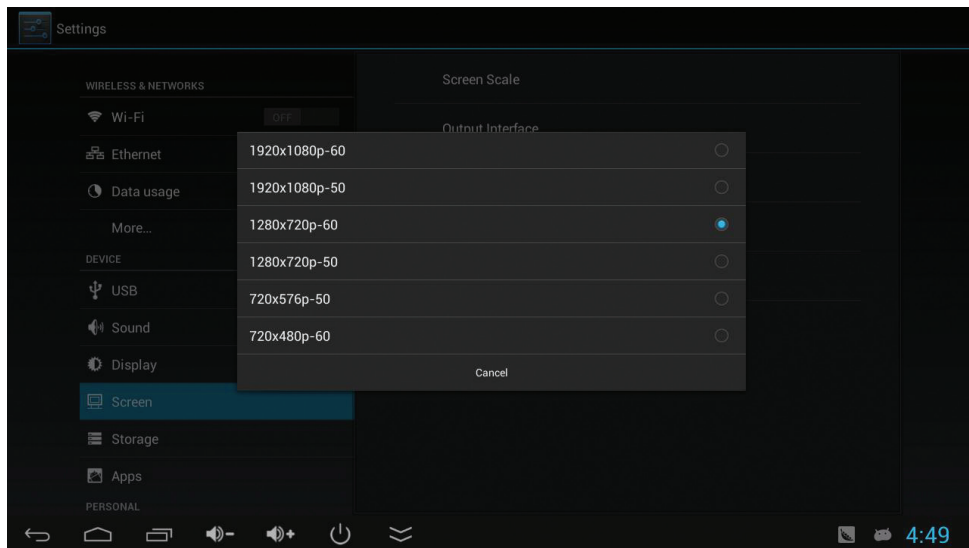 Settings
WIRELESS & NETWORKS
Wi-Fi
OFF
Ethernet
Data usage
More...
DEVICE
USB
Sound
Display
Screen
Storage
Apps
PERSONAL
Screen Scale
Output Interface
1920x1080p-60
1920x1080p-50
1280x720p-60
1280x720p-50
720x576p-50
720x480p-60
Cancel
4:49